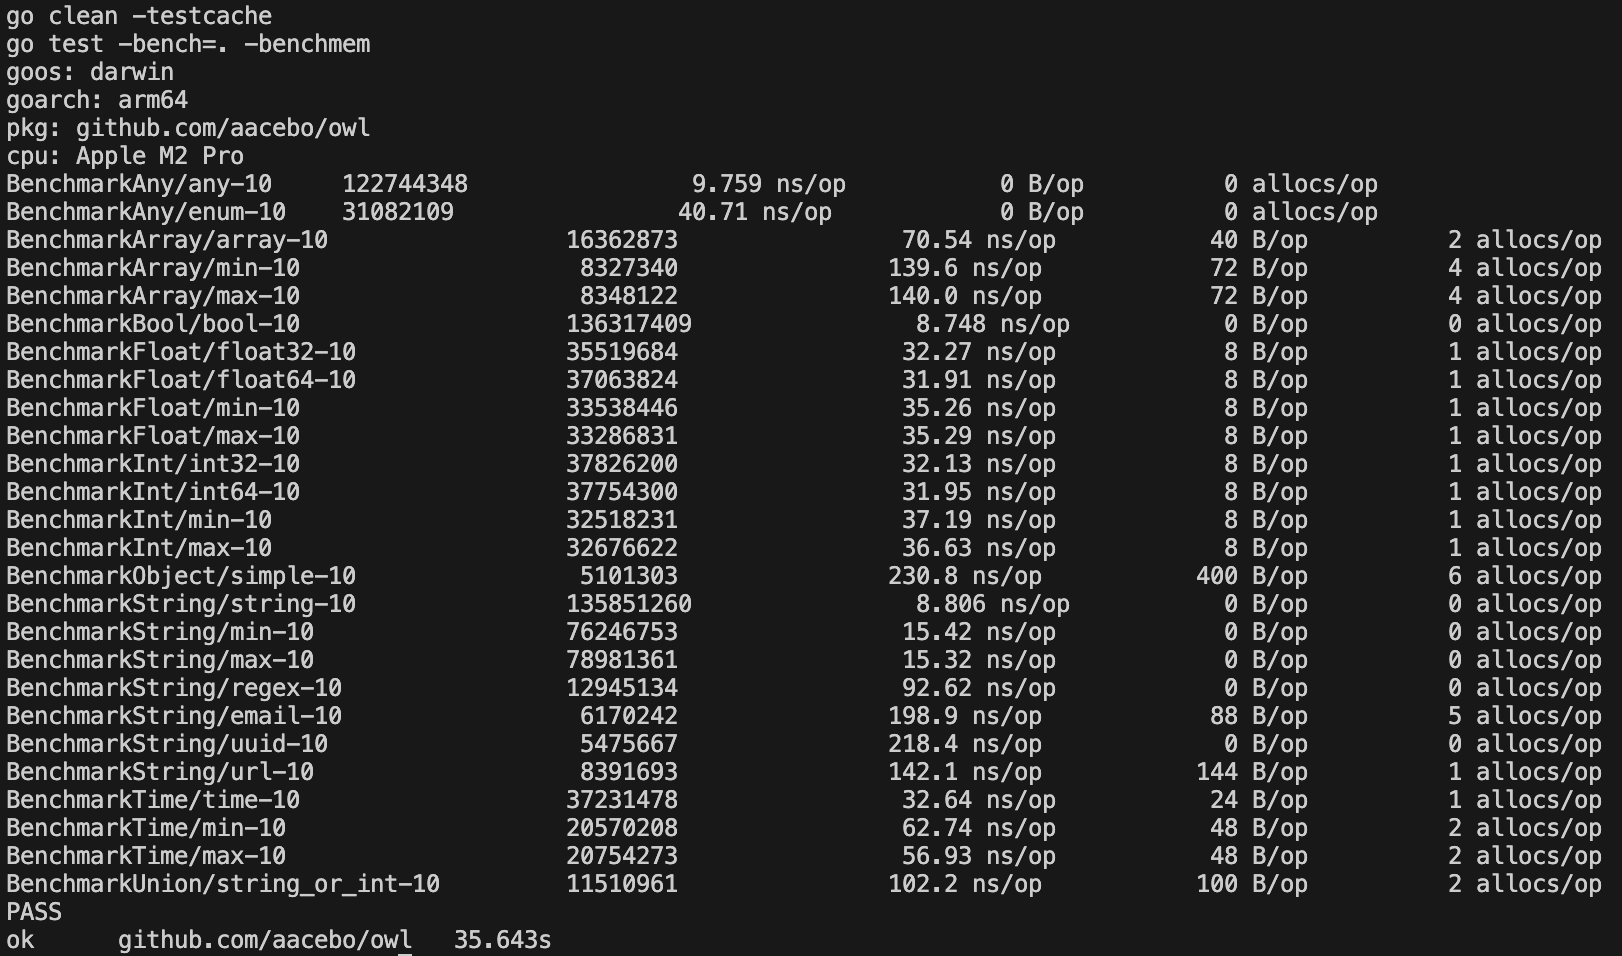 go clean -testcache
go test -bench=. -benchmem
goos: darwin
goarch: arm64
pkg: github.com/aacebo/owl
cpu: Apple M2 Pro
BenchmarkAny/any-10     122744348                9.759 ns/op           0 B/op          0 allocs/op
BenchmarkAny/enum-10    31082109                40.71 ns/op            0 B/op          0 allocs/op
BenchmarkArray/array-10                 16362873                70.54 ns/op           40 B/op          2 allocs/op
BenchmarkArray/min-10                    8327340               139.6 ns/op            72 B/op          4 allocs/op
BenchmarkArray/max-10                    8348122               140.0 ns/op            72 B/op          4 allocs/op
BenchmarkBool/bool-10                   136317409                8.748 ns/op           0 B/op          0 allocs/op
BenchmarkFloat/float32-10               35519684                32.27 ns/op            8 B/op          1 allocs/op
BenchmarkFloat/float64-10               37063824                31.91 ns/op            8 B/op          1 allocs/op
BenchmarkFloat/min-10                   33538446                35.26 ns/op            8 B/op          1 allocs/op
BenchmarkFloat/max-10                   33286831                35.29 ns/op            8 B/op          1 allocs/op
BenchmarkInt/int32-10                   37826200                32.13 ns/op            8 B/op          1 allocs/op
BenchmarkInt/int64-10                   37754300                31.95 ns/op            8 B/op          1 allocs/op
BenchmarkInt/min-10                     32518231                37.19 ns/op            8 B/op          1 allocs/op
BenchmarkInt/max-10                     32676622                36.63 ns/op            8 B/op          1 allocs/op
BenchmarkObject/simple-10                5101303               230.8 ns/op           400 B/op          6 allocs/op
BenchmarkString/string-10               135851260                8.806 ns/op           0 B/op          0 allocs/op
BenchmarkString/min-10                  76246753                15.42 ns/op            0 B/op          0 allocs/op
BenchmarkString/max-10                  78981361                15.32 ns/op            0 B/op          0 allocs/op
BenchmarkString/regex-10                12945134                92.62 ns/op            0 B/op          0 allocs/op
BenchmarkString/email-10                 6170242               198.9 ns/op            88 B/op          5 allocs/op
BenchmarkString/uuid-10                  5475667               218.4 ns/op             0 B/op          0 allocs/op
BenchmarkString/url-10                   8391693               142.1 ns/op           144 B/op          1 allocs/op
BenchmarkTime/time-10                   37231478                32.64 ns/op           24 B/op          1 allocs/op
BenchmarkTime/min-10                    20570208                62.74 ns/op           48 B/op          2 allocs/op
BenchmarkTime/max-10                    20754273                56.93 ns/op           48 B/op          2 allocs/op
BenchmarkUnion/string_or_int-10         11510961               102.2 ns/op           100 B/op          2 allocs/op
PASS
ok      github.com/aacebo/owl   35.643s